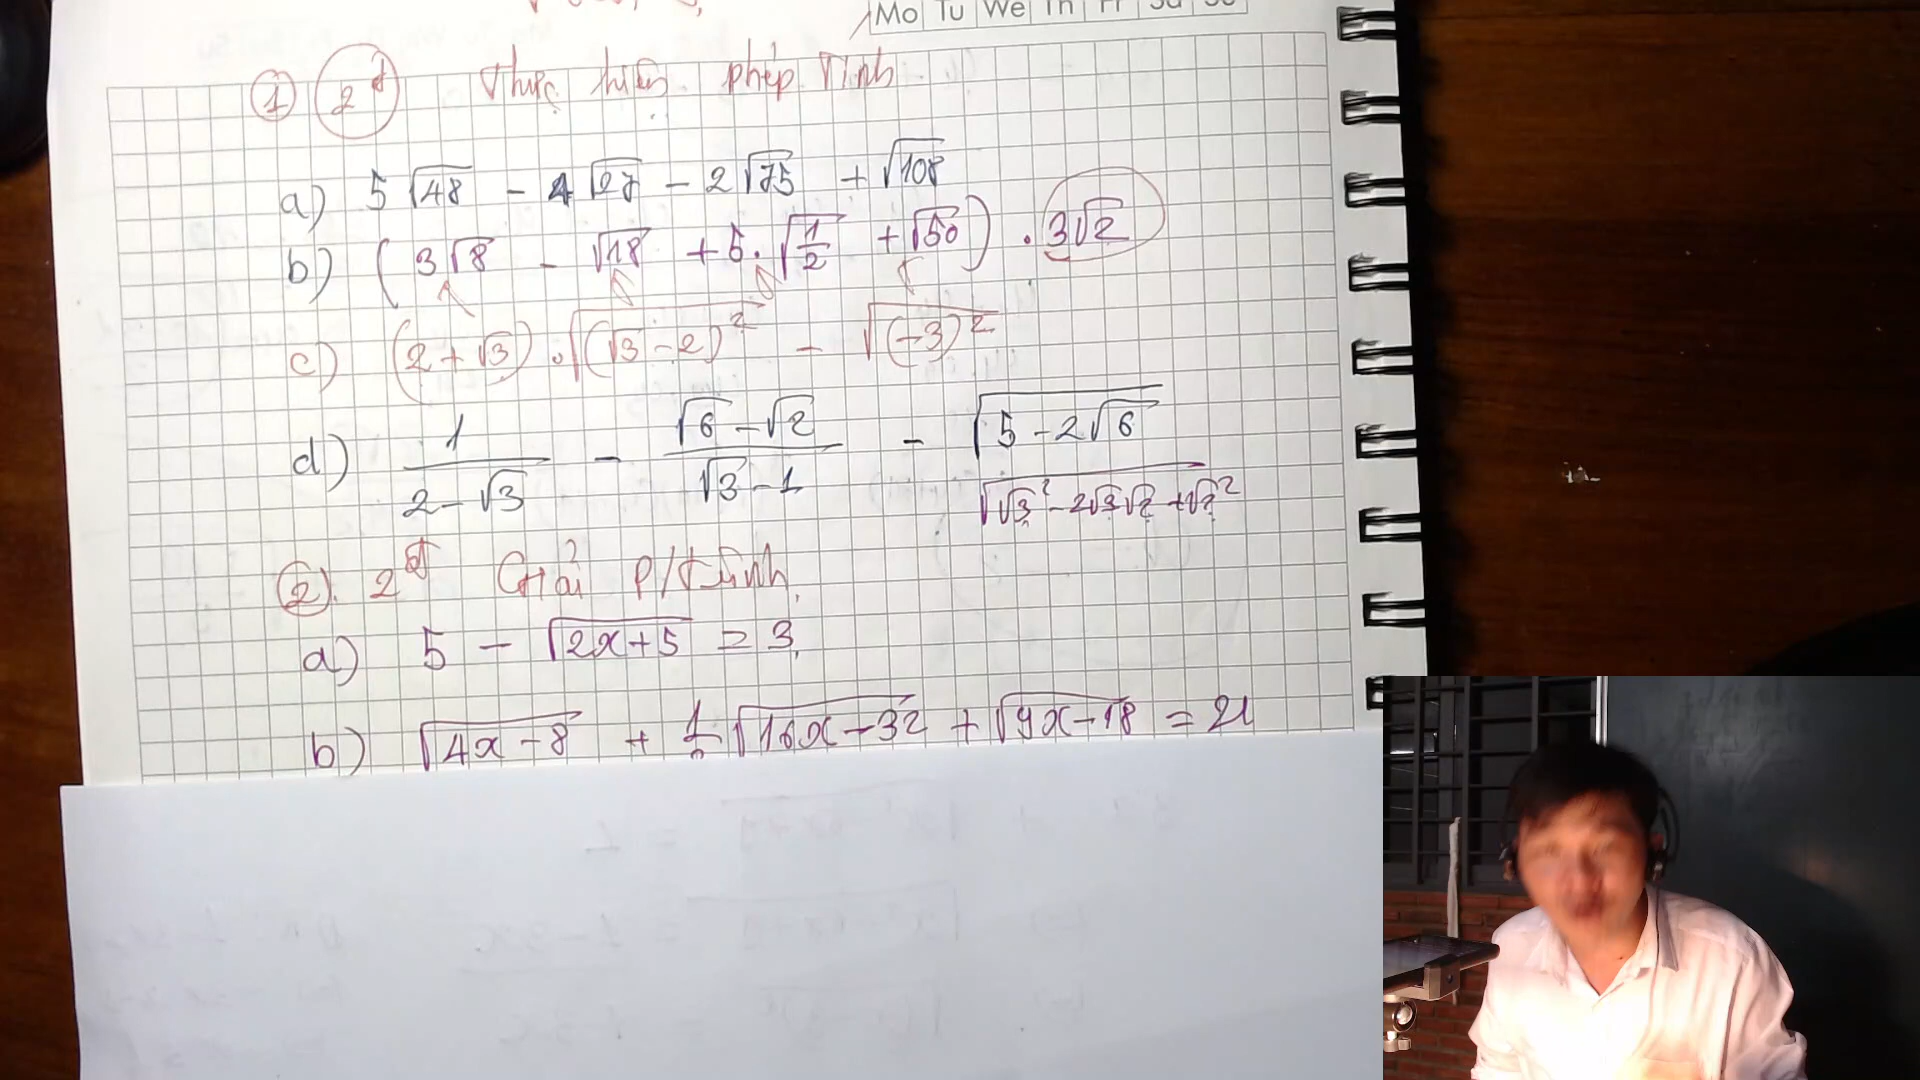 Mo Tu We Th Fr Sa Su
① 2đ Thực hiện phép tính
a) 5√48 - 4√27 - 2√75 + √108
b) (3√8 - √18 + 5.√(1/2) + √50) . 3√2
c) (2 + √3) . √((√3 - 2)²) - √((-3)²)
d) 1/(2 - √3) - (√6 - √2)/(√3 - 1) - √(5 - 2√6)
√(√3² - 2√3√2 + √2²)
②. 2đ Giải p/trình.
a) 5 - √(2x+5) = 3.
b) √(4x-8) + √(16x-32) + √(9x-18) = 21